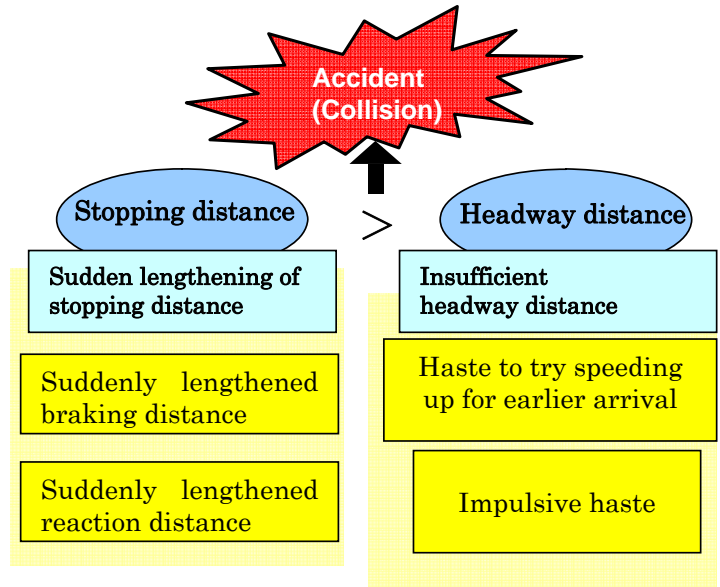 Accident
(Collision)
Stopping distance
>
Headway distance
Sudden lengthening of
stopping distance
Insufficient
headway distance
Suddenly lengthened
braking distance
Haste to try speeding
up for earlier arrival
Suddenly lengthened
reaction distance
Impulsive haste